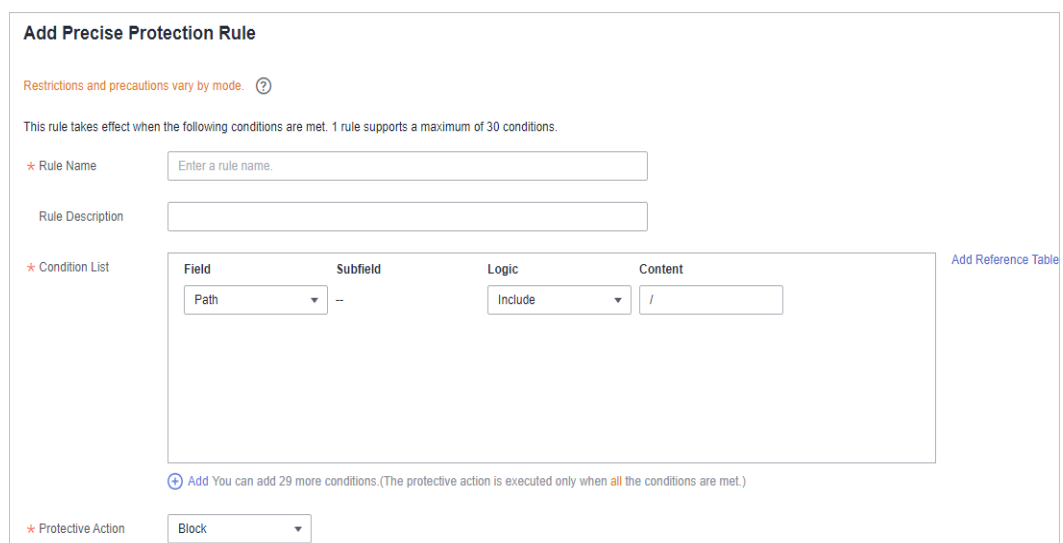 Add Precise Protection Rule
Restrictions and precautions vary by mode. ?
This rule takes effect when the following conditions are met. 1 rule supports a maximum of 30 conditions.
* Rule Name Enter a rule name.
Rule Description
* Condition List Field Subfield Logic Content Add Reference Table
Path -- Include /
Add You can add 29 more conditions.(The protective action is executed only when all the conditions are met.)
* Protective Action Block